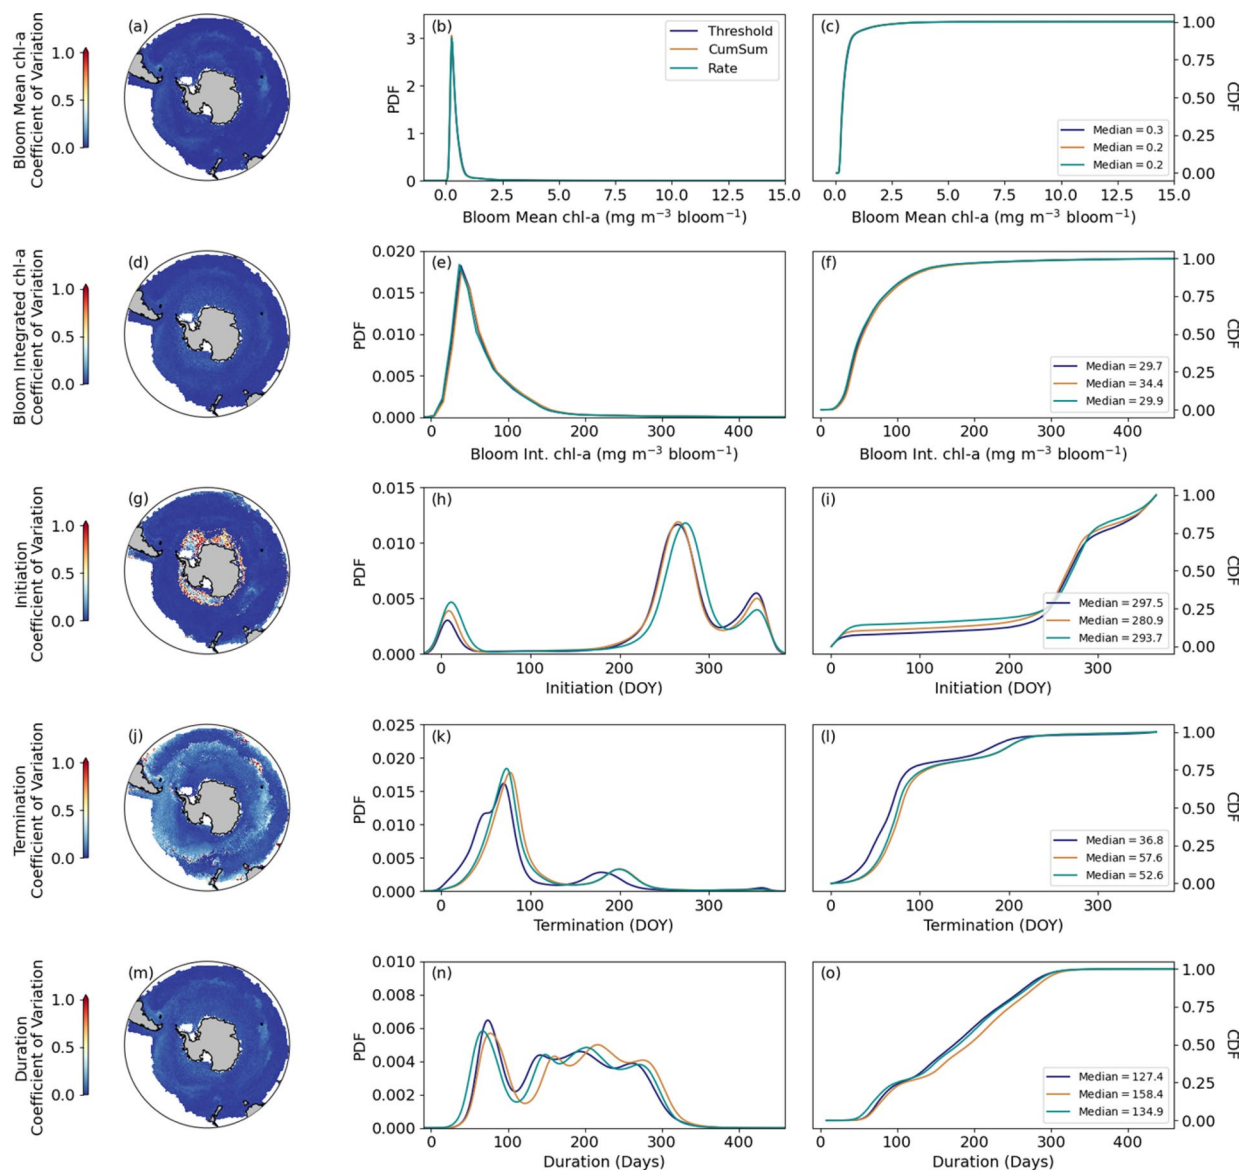 Bloom Mean chl-a
Coefficient of Variation
1.0
0.5
0.0
(a)
(b)
Threshold
CumSum
Rate
PDF
3
2
1
0
0.0 2.5 5.0 7.5 10.0 12.5 15.0
Bloom Mean chl-a (mg m⁻³ bloom⁻¹)
(c)
Median = 0.3
Median = 0.2
Median = 0.2
1.00
0.75
0.50
0.25
0.00
CDF
0.0 2.5 5.0 7.5 10.0 12.5 15.0
Bloom Mean chl-a (mg m⁻³ bloom⁻¹)
Bloom Integrated chl-a
Coefficient of Variation
1.0
0.5
0.0
(d)
(e)
PDF
0.020
0.015
0.010
0.005
0.000
0 100 200 300 400
Bloom Int. chl-a (mg m⁻³ bloom⁻¹)
(f)
Median = 29.7
Median = 34.4
Median = 29.9
1.00
0.75
0.50
0.25
0.00
CDF
0 100 200 300 400
Bloom Int. chl-a (mg m⁻³ bloom⁻¹)
Initiation
Coefficient of Variation
1.0
0.5
0.0
(g)
(h)
PDF
0.015
0.010
0.005
0.000
0 100 200 300
Initiation (DOY)
(i)
Median = 297.5
Median = 280.9
Median = 293.7
1.00
0.75
0.50
0.25
0.00
CDF
0 100 200 300
Initiation (DOY)
Termination
Coefficient of Variation
1.0
0.5
0.0
(j)
(k)
PDF
0.025
0.020
0.015
0.010
0.005
0.000
0 100 200 300
Termination (DOY)
(l)
Median = 36.8
Median = 57.6
Median = 52.6
1.00
0.75
0.50
0.25
0.00
CDF
0 100 200 300
Termination (DOY)
Duration
Coefficient of Variation
1.0
0.5
0.0
(m)
(n)
PDF
0.010
0.008
0.006
0.004
0.002
0.000
0 100 200 300 400
Duration (Days)
(o)
Median = 127.4
Median = 158.4
Median = 134.9
1.00
0.75
0.50
0.25
0.00
CDF
0 100 200 300 400
Duration (Days)